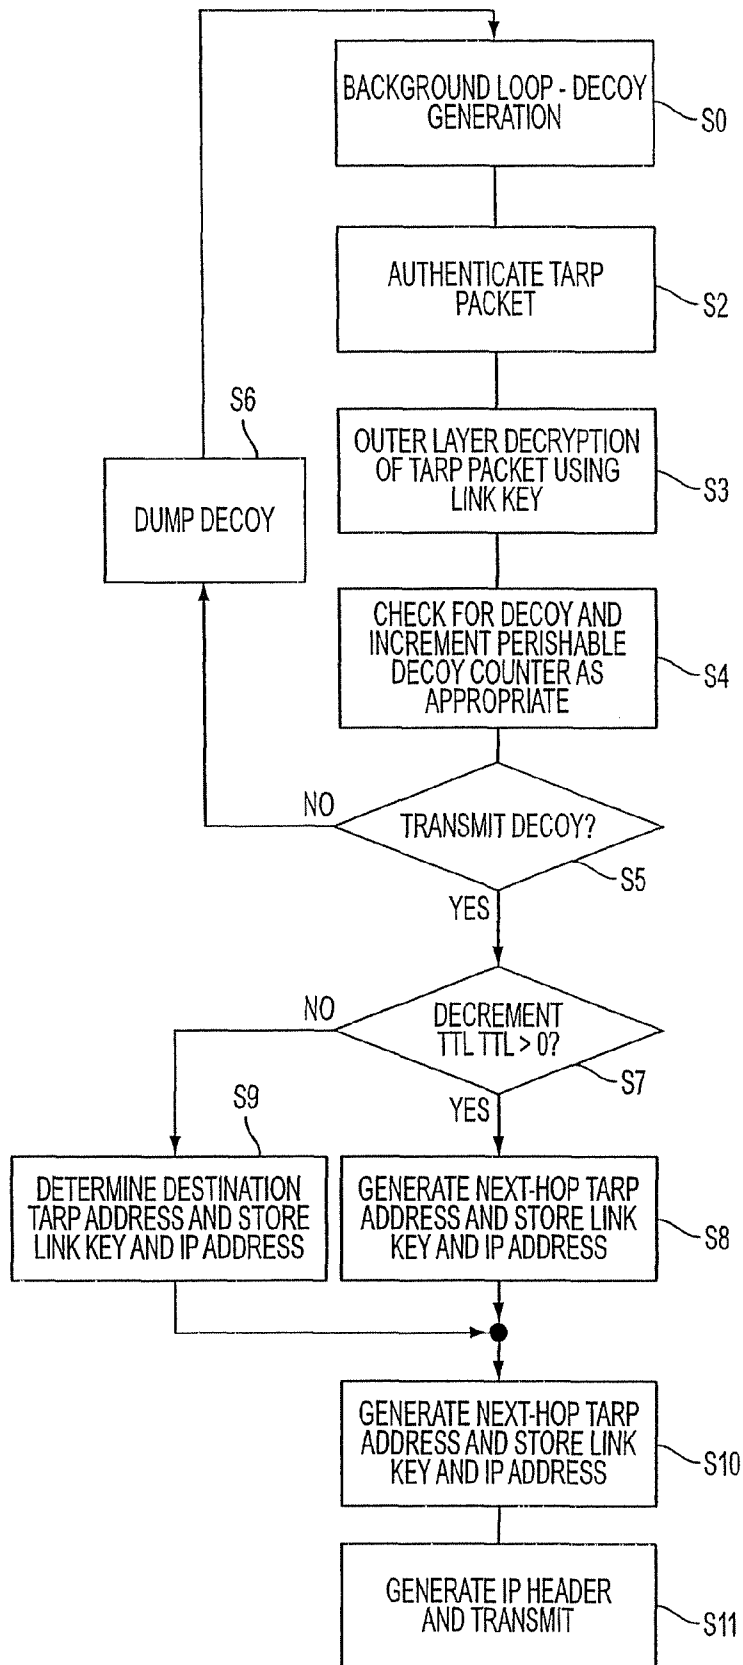 BACKGROUND LOOP - DECOY
GENERATION
S0
AUTHENTICATE TARP
PACKET
S2
S6
OUTER LAYER DECRYPTION
OF TARP PACKET USING
LINK KEY
S3
DUMP DECOY
CHECK FOR DECOY AND
INCREMENT PERISHABLE
DECOY COUNTER AS
APPROPRIATE
S4
NO
TRANSMIT DECOY?
S5
YES
NO
DECREMENT
TTL TTL > 0?
S7
YES
S9
DETERMINE DESTINATION
TARP ADDRESS AND STORE
LINK KEY AND IP ADDRESS
GENERATE NEXT-HOP TARP
ADDRESS AND STORE LINK
KEY AND IP ADDRESS
S8
GENERATE NEXT-HOP TARP
ADDRESS AND STORE LINK
KEY AND IP ADDRESS
S10
GENERATE IP HEADER
AND TRANSMIT
S11